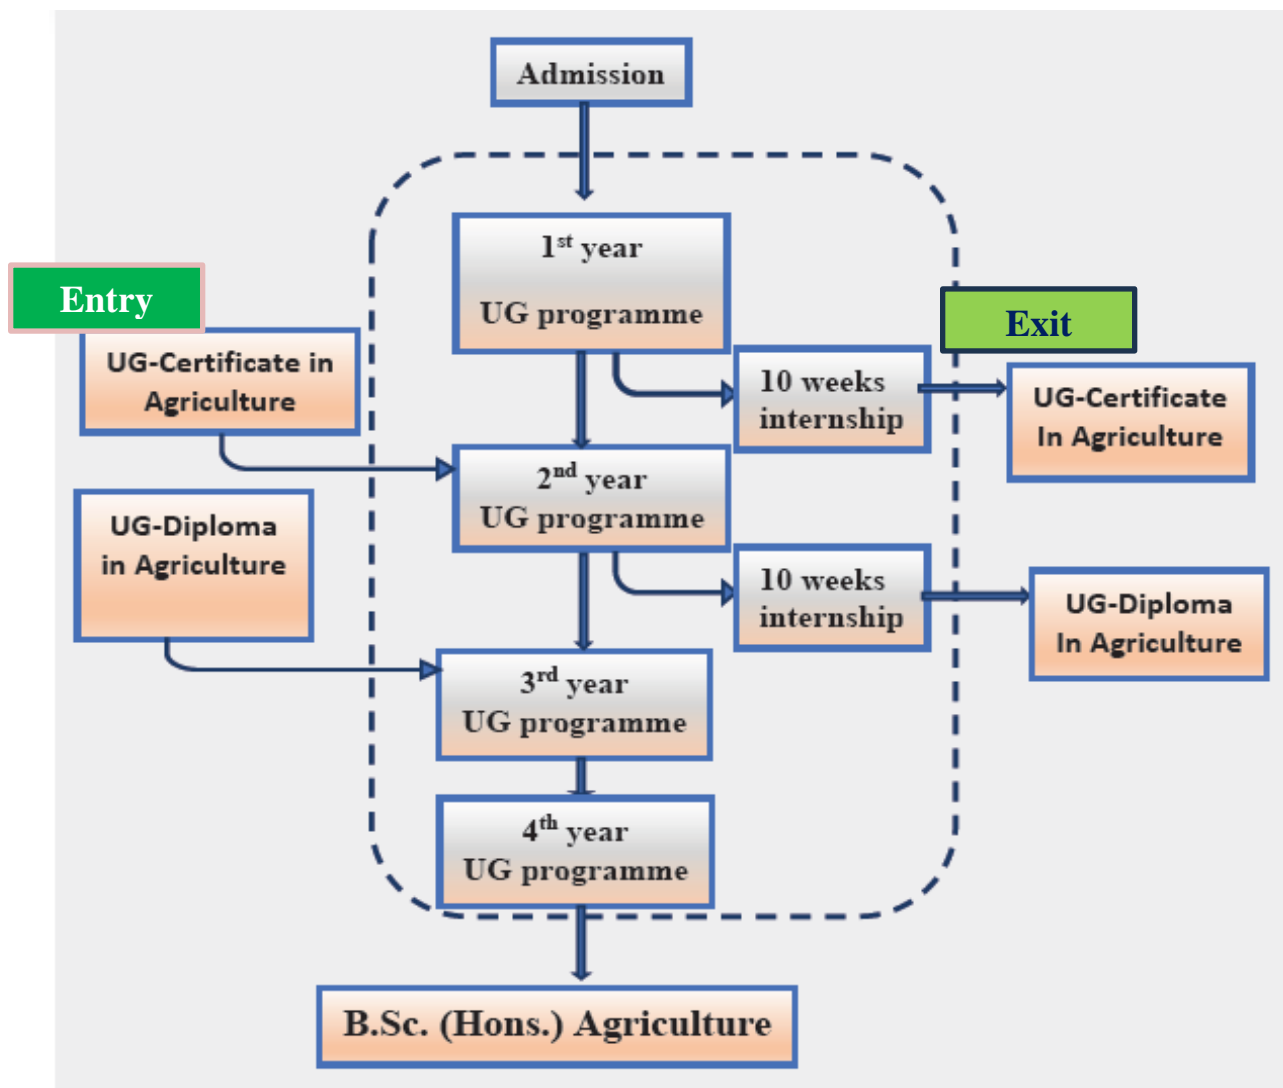 Admission
1st year
UG programme
Entry
Exit
UG-Certificate in
Agriculture
10 weeks
internship
UG-Certificate
In Agriculture
2nd year
UG programme
UG-Diploma
in Agriculture
10 weeks
internship
UG-Diploma
In Agriculture
3rd year
UG programme
4th year
UG programme
B.Sc. (Hons.) Agriculture